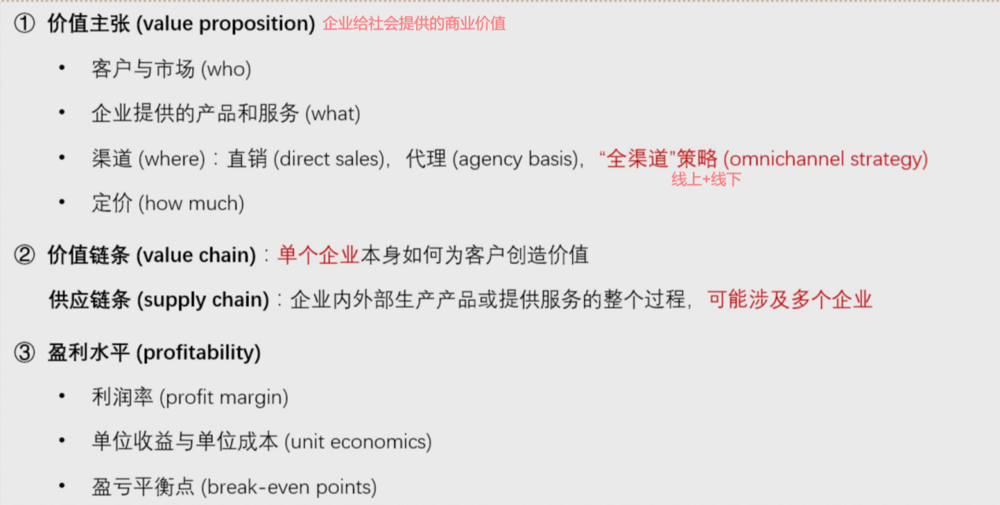 ① 价值主张 (value proposition) 企业给社会提供的商业价值
• 客户与市场 (who)
• 企业提供的产品和服务 (what)
• 渠道 (where)：直销 (direct sels)，代理 (agency basis)，“全渠道”策略 (omnichannel strategy)
线上+线下
• 定价 (how much)
② 价值链条 (value chain)：单个企业本身如何为客户创造价值
供应链条 (supply chain)：企业内外部生产产品或提供服务的整个过程，可能涉及多个企业
③ 盈利水平 (profitability)
• 利润率 (profit margin)
• 单位收益与单位成本 (unit economics)
• 盈亏平衡点 (break-even points)